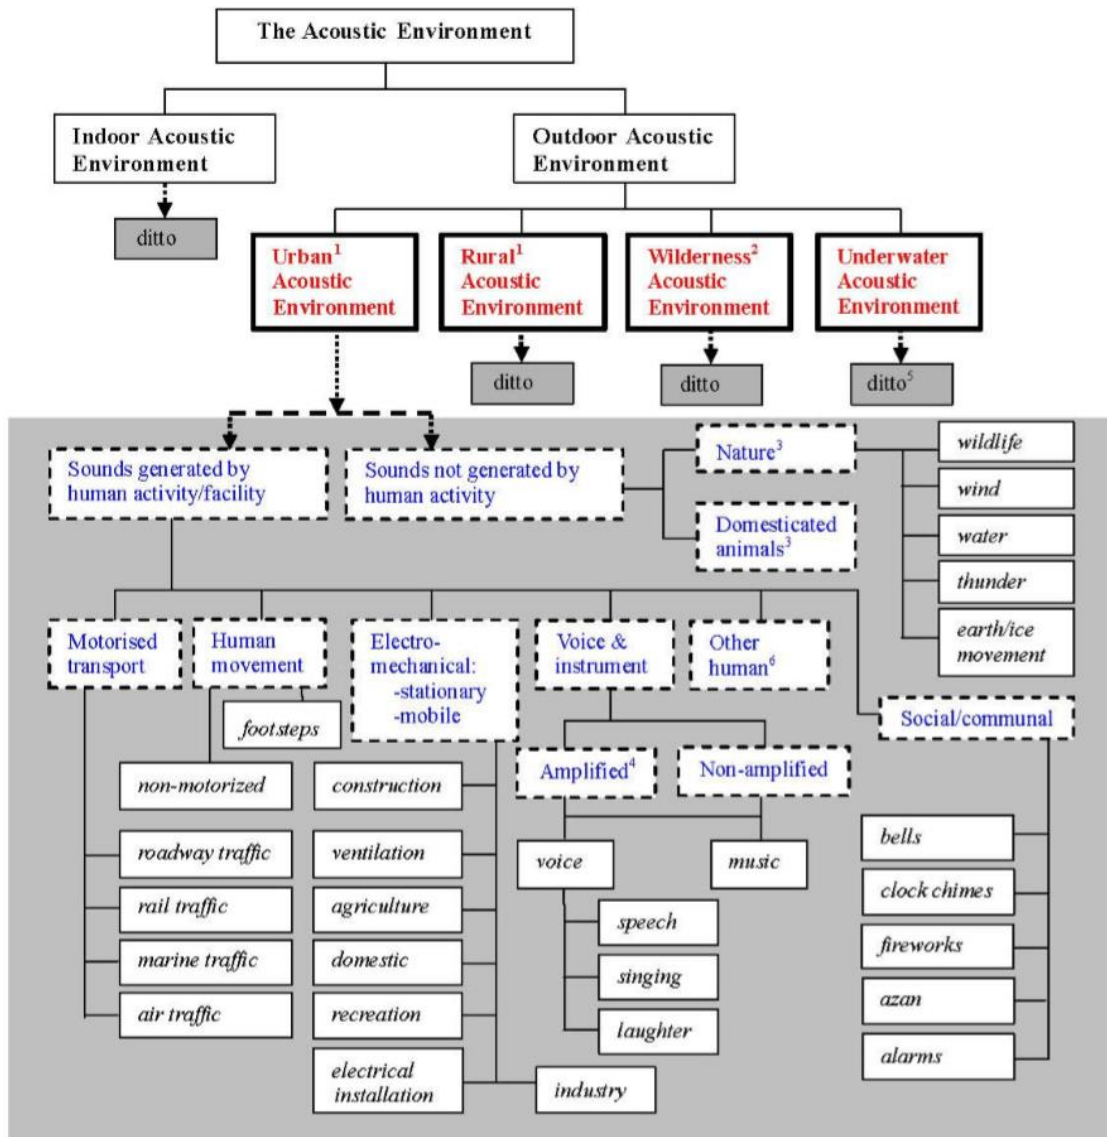 The Acoustic Environment
Indoor Acoustic
Environment
Outdoor Acoustic
Environment
ditto
Urban¹
Acoustic
Environment
Rural¹
Acoustic
Environment
Wilderness²
Acoustic
Environment
Underwater
Acoustic
Environment
ditto
ditto
ditto⁵
Sounds generated by
human activity/facility
Sounds not generated by
human activity
Nature³
Domesticated
animals³
wildlife
wind
water
thunder
earth/ice
movement
Motorised
transport
Human
movement
Electro-
mechanical:
-stationary
-mobile
Voice &
instrument
Other
human⁶
Social/communal
footsteps
non-motorized
roadway traffic
rail traffic
marine traffic
air traffic
construction
ventilation
agriculture
domestic
recreation
electrical
installation
industry
Amplified⁴
Non-amplified
voice
music
speech
singing
laughter
bells
clock chimes
fireworks
azan
alarms